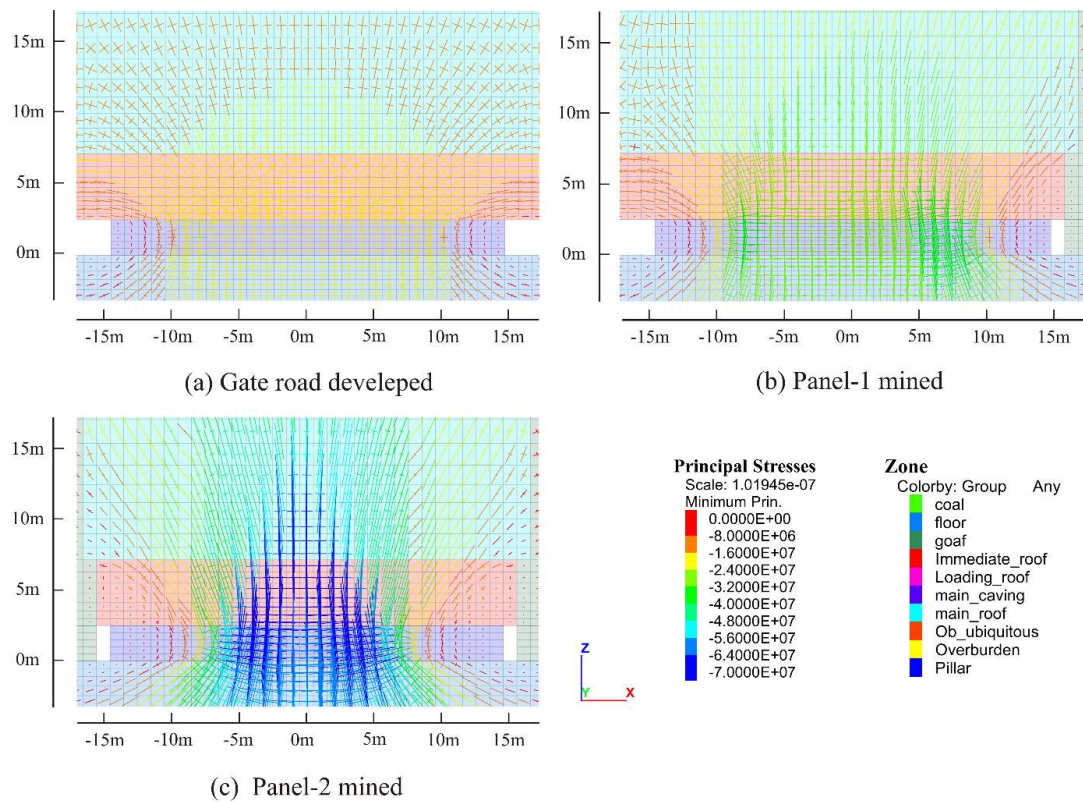 15m
10m
5m
0m
-15m -10m -5m 0m 5m 10m 15m
(a) Gate road develeped
15m
10m
5m
0m
-15m -10m -5m 0m 5m 10m 15m
(b) Panel-1 mined
15m
10m
5m
0m
-15m -10m -5m 0m 5m 10m 15m
(c) Panel-2 mined
Principal Stresses
Scale: 1.01945e-07
Minimum Prin.
0.0000E+00
-8.0000E+06
-1.6000E+07
-2.4000E+07
-3.2000E+07
-4.0000E+07
-4.8000E+07
-5.6000E+07
-6.4000E+07
-7.0000E+07
Z
Y X
Zone
Colorby: Group Any
coal
floor
goaf
Immediate_roof
Loading_roof
main_caving
main_roof
Ob_ubiquitous
Overburden
Pillar